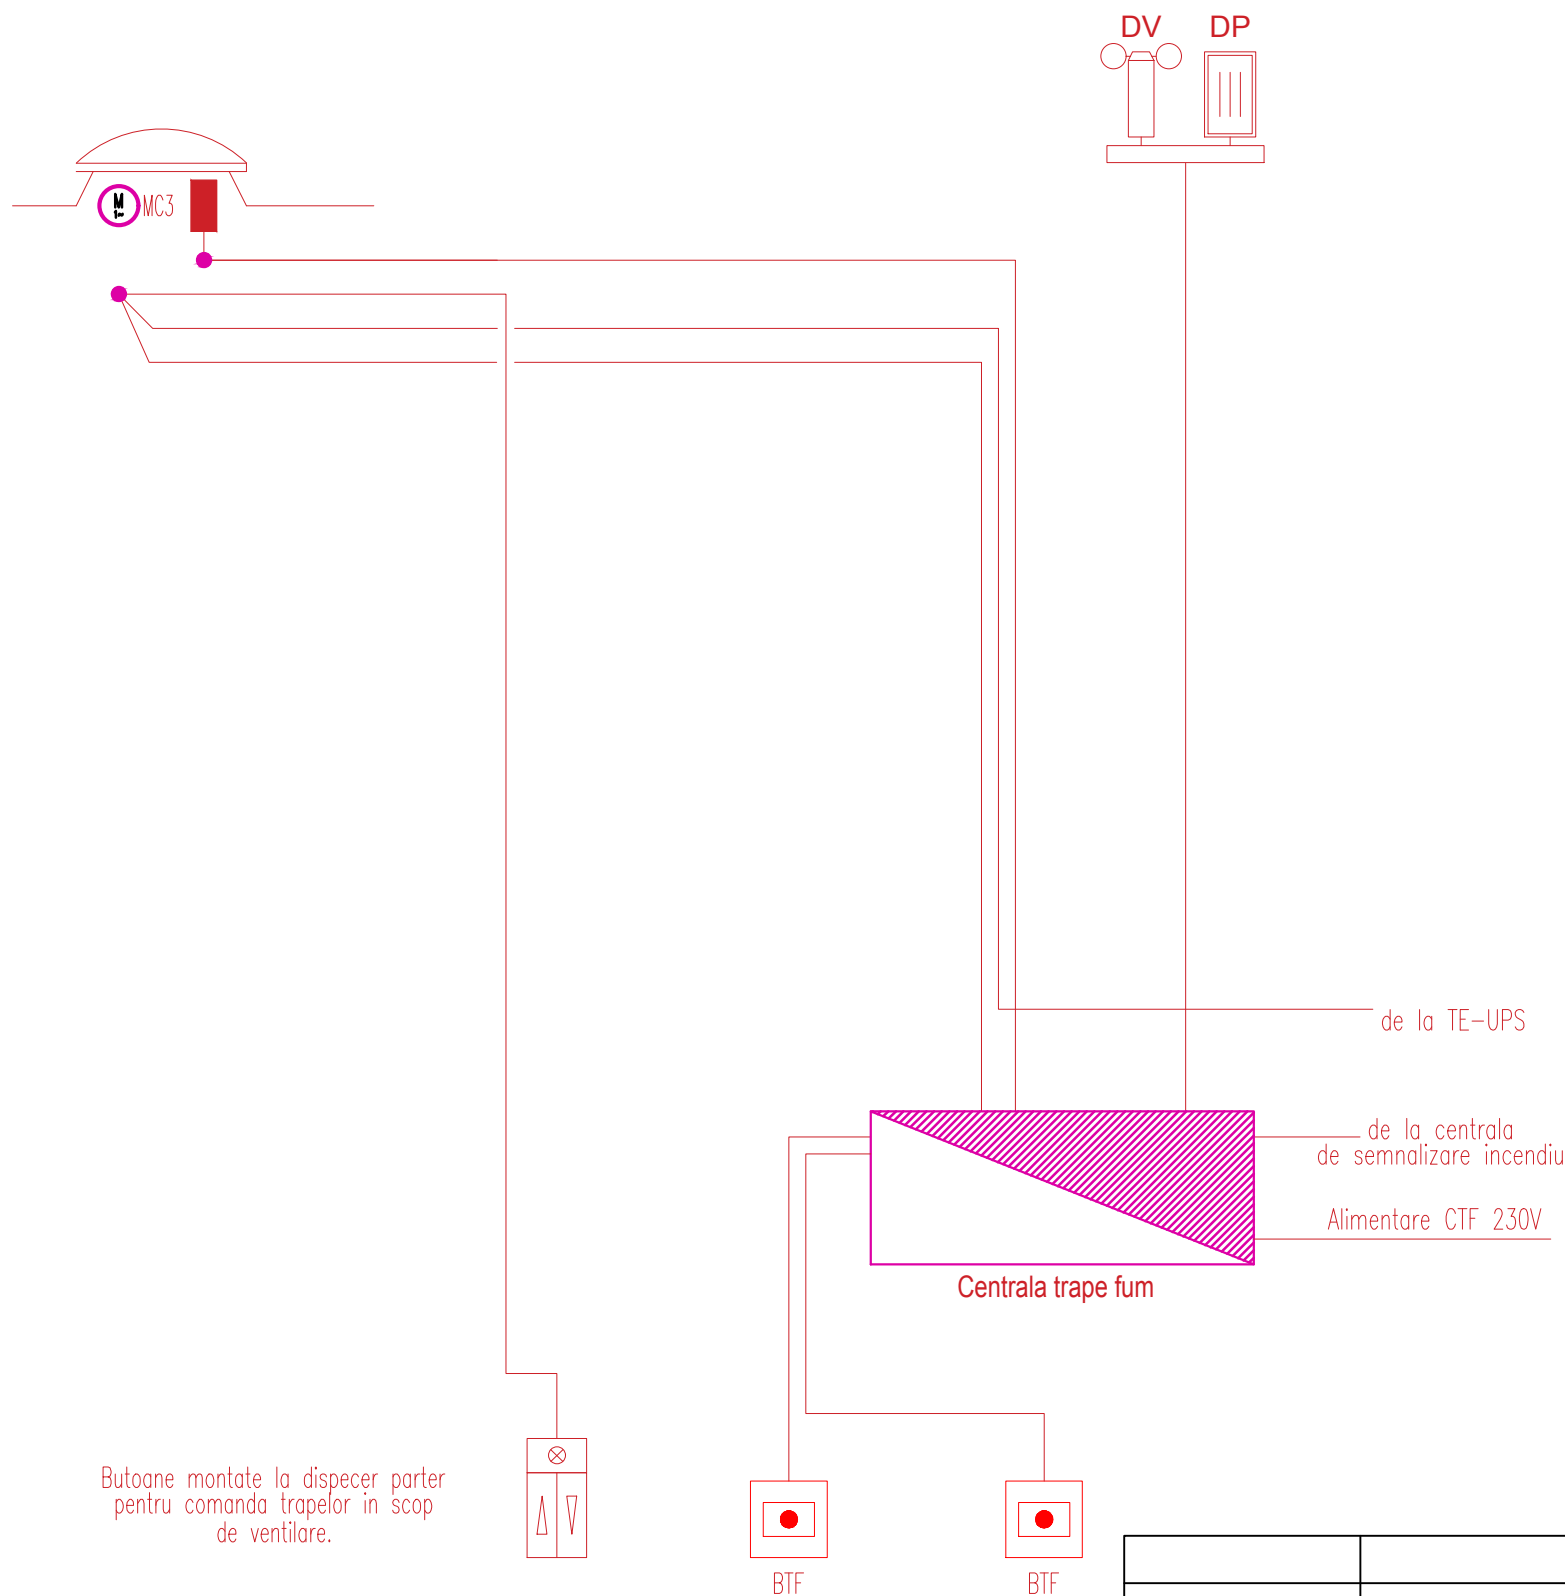 DV DP
M
1~
MC3
de la TE-UPS
de la centrala
de semnalizare incendiu
Alimentare CTF 230V
Centrala trape fum
Butoane montate la dispecer parter
pentru comanda trapelor in scop
de ventilare.
BTF
BTF